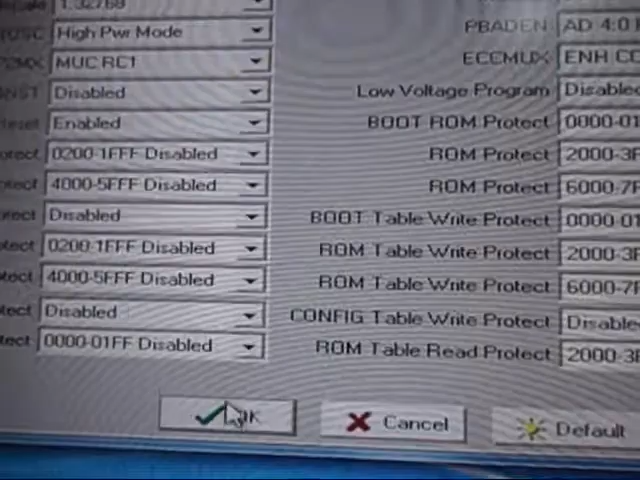 1:32768
High Pwr Mode PBADEN AD 4:0
MUC RC1 ECCMUX ENH CC
Disabled Low Voltage Program Disable
Enabled BOOT ROM Protect 0000-01
0200-1FFF Disabled ROM Protect 2000-3F
4000-5FFF Disabled ROM Protect 6000-7F
Disabled BOOT Table Write Protect 0000-01
0200-1FFF Disabled ROM Table Write Protect 2000-3F
4000-5FFF Disabled ROM Table Write Protect 6000-7F
Disabled CONFIG Table Write Protect Disable
0000-01FF Disabled ROM Table Read Protect 2000-3F
OK Cancel Default